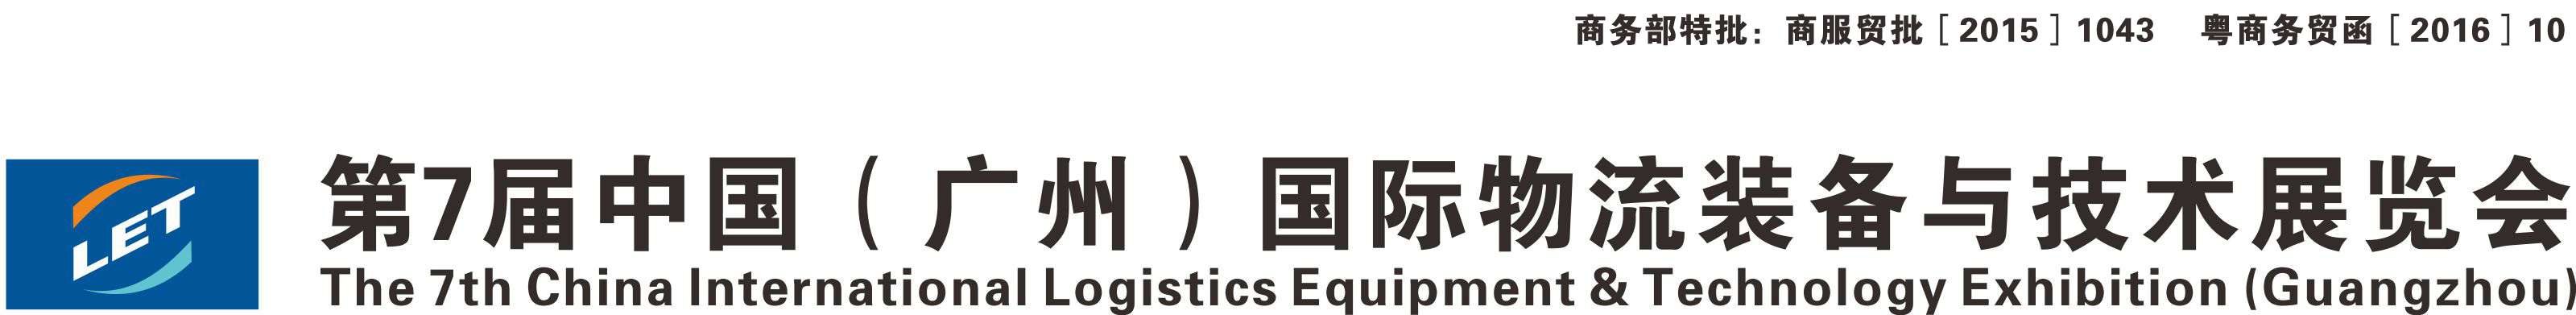 商务部特批：商服贸批［2015］1043 粤商务贸函［2016］10
LET
第7届中国（广州）国际物流装备与技术展览会
The 7th China International Logistics Equipment & Technology Exhibition (Guangzhou)